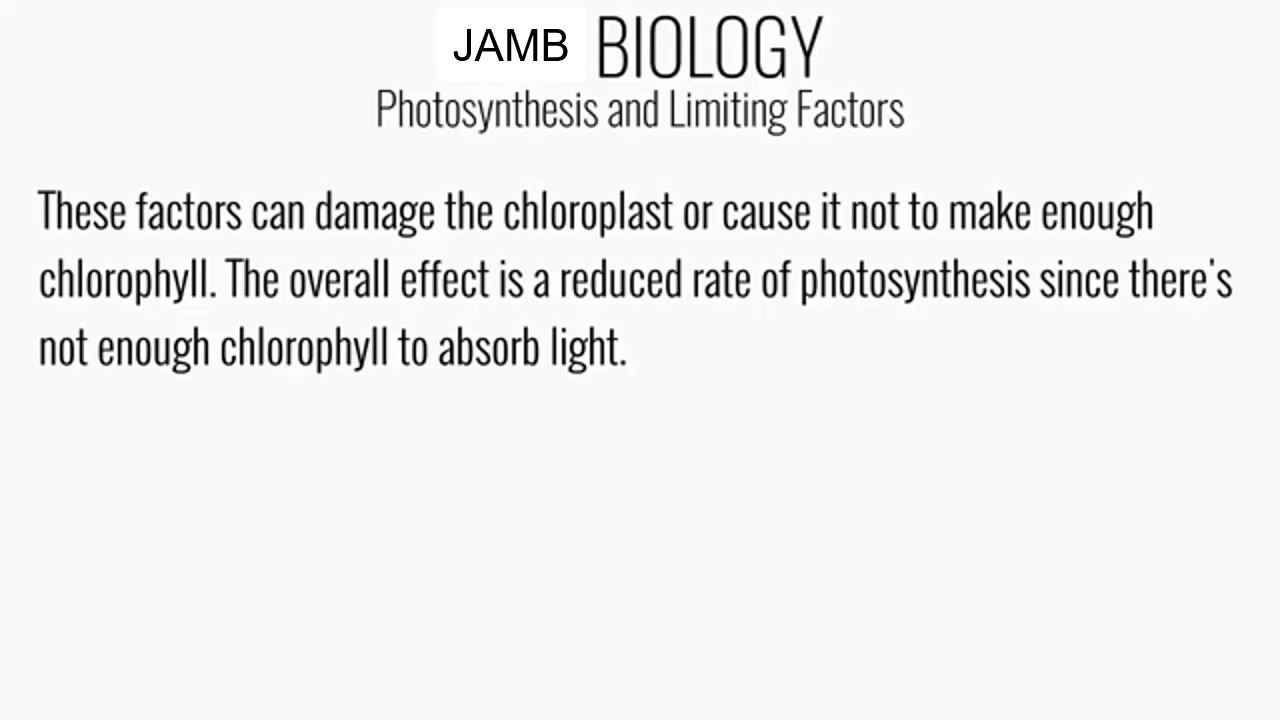 JAMB BIOLOGY
Photosynthesis and Limiting Factors
These factors can damage the chloroplast or cause it not to make enough
chlorophyll. The overall effect is a reduced rate of photosynthesis since there's
not enough chlorophyll to absorb light.